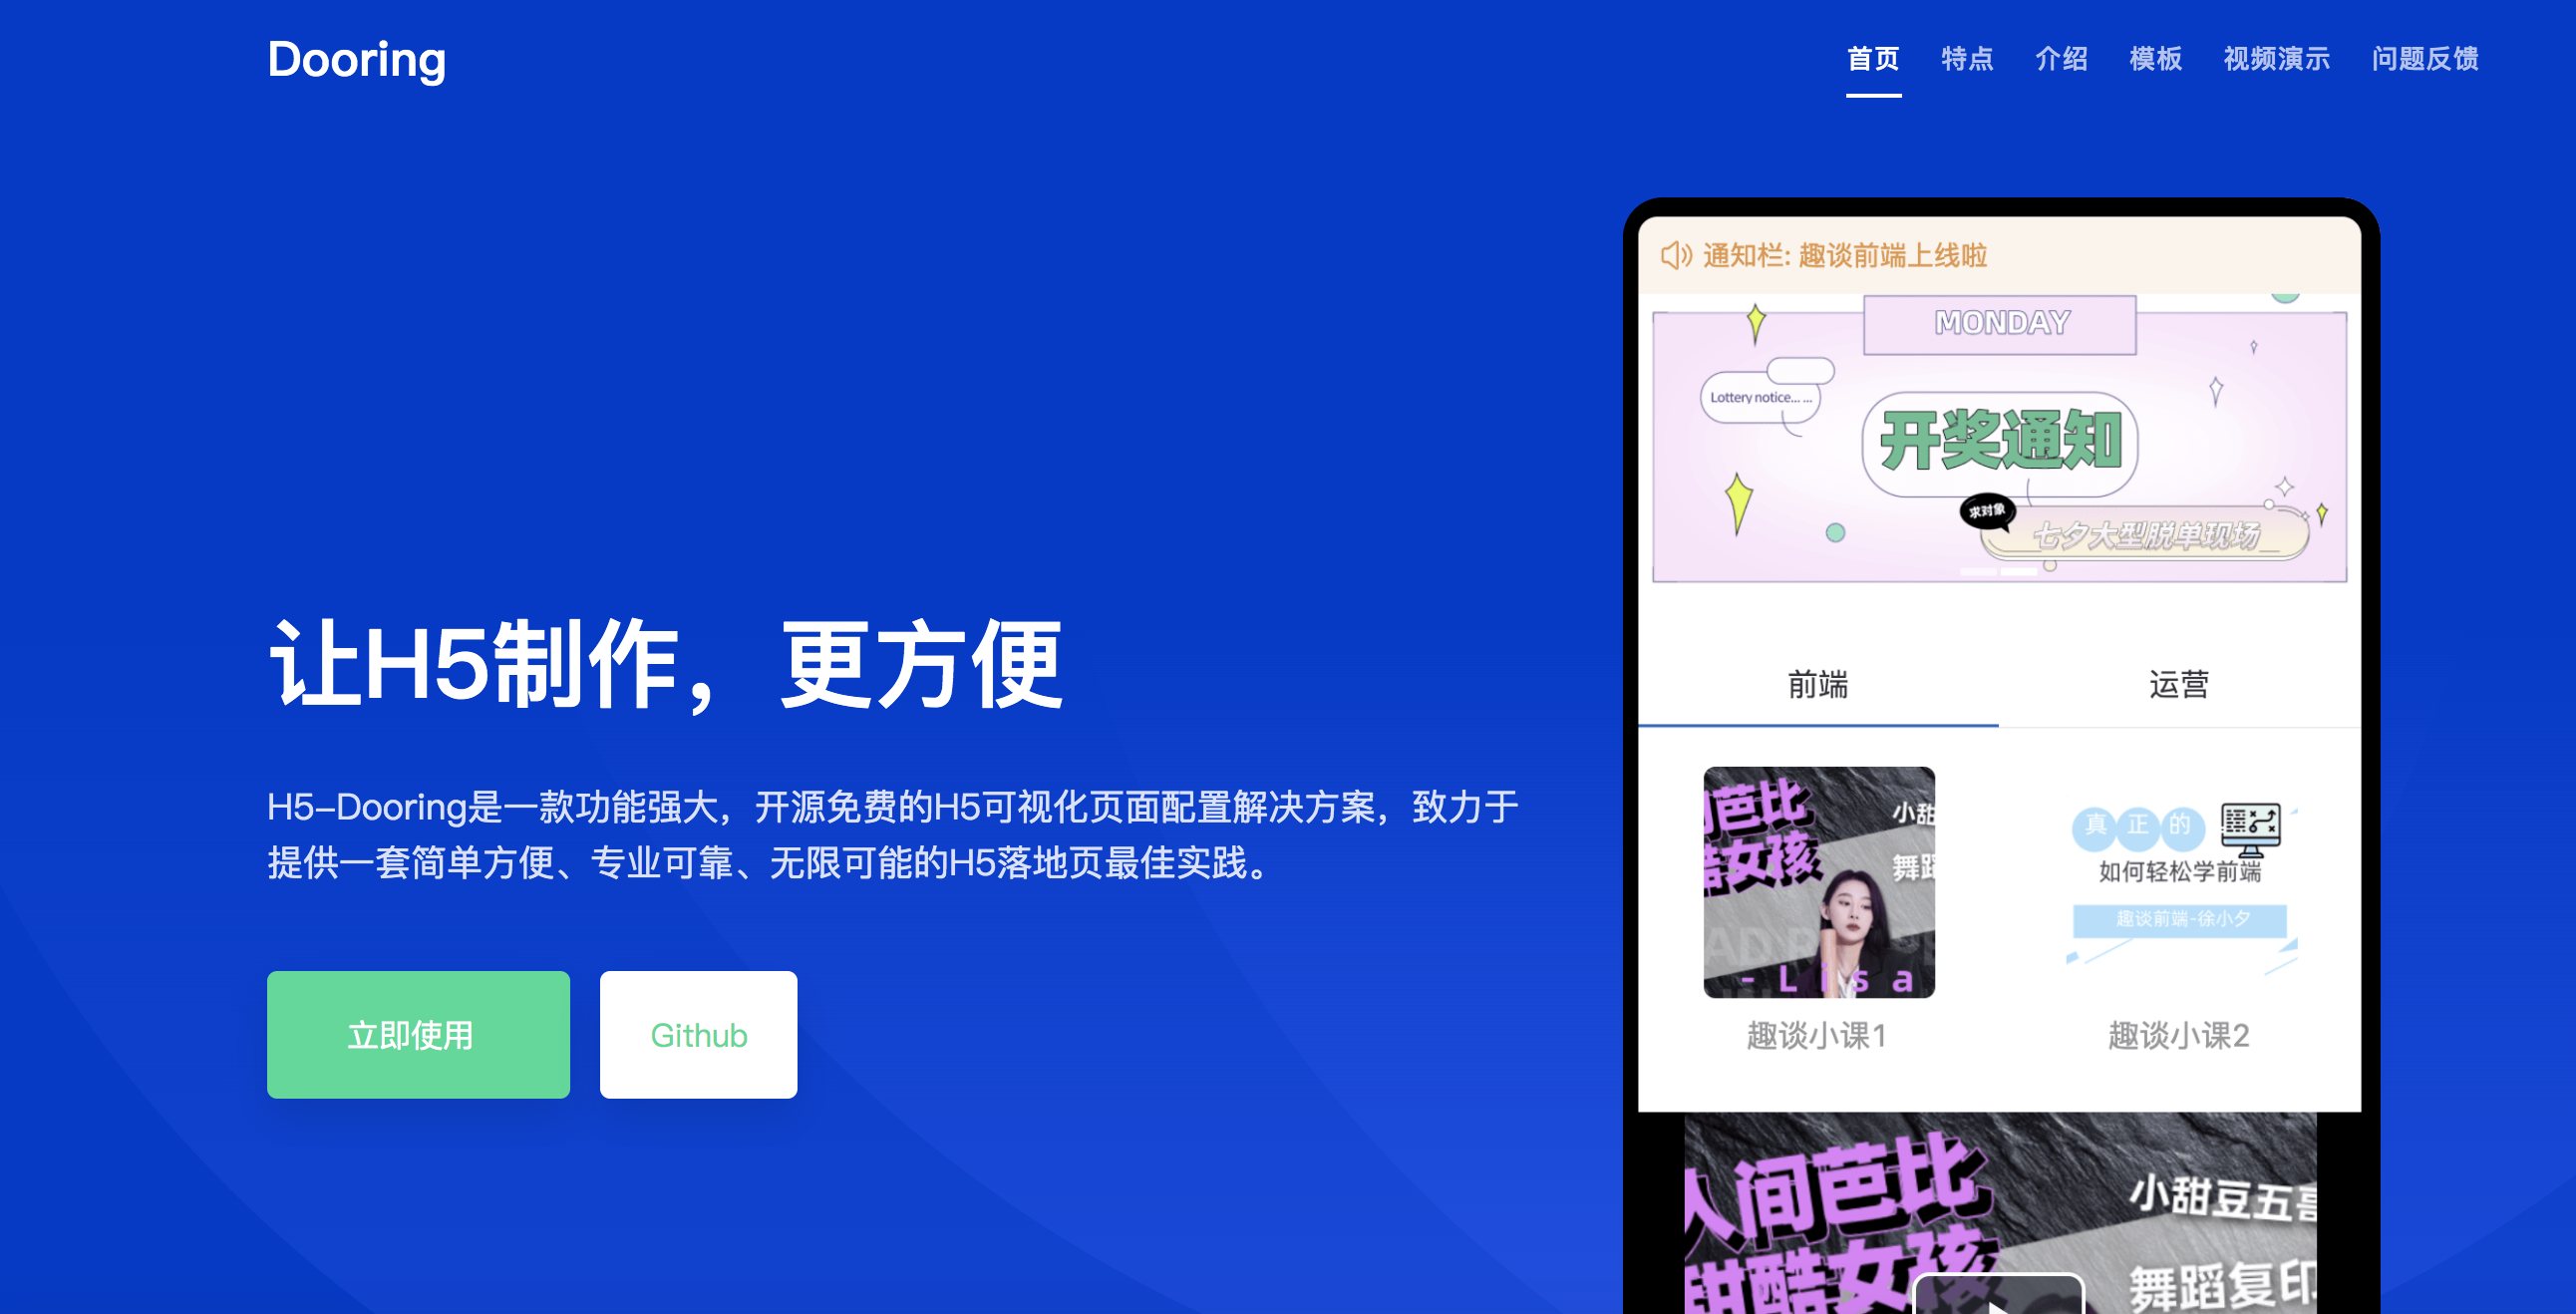 Dooring
首页 特点 介绍 模板 视频演示 问题反馈
让H5制作，更方便
H5-Dooring是一款功能强大，开源免费的H5可视化页面配置解决方案，致力于
提供一套简单方便、专业可靠、无限可能的H5落地页最佳实践。
立即使用 Github
通知栏: 趣谈前端上线啦
MONDAY
Lottery notice... ...
开奖通知
求对象
七夕大型脱单现场
前端 运营
芭比
小甜
酷女孩
舞蹈
- Lisa
真正的
如何轻松学前端
趣谈前端-徐小夕
趣谈小课1 趣谈小课2
人间芭比
小甜豆五哥
甜酷女孩
舞蹈复印